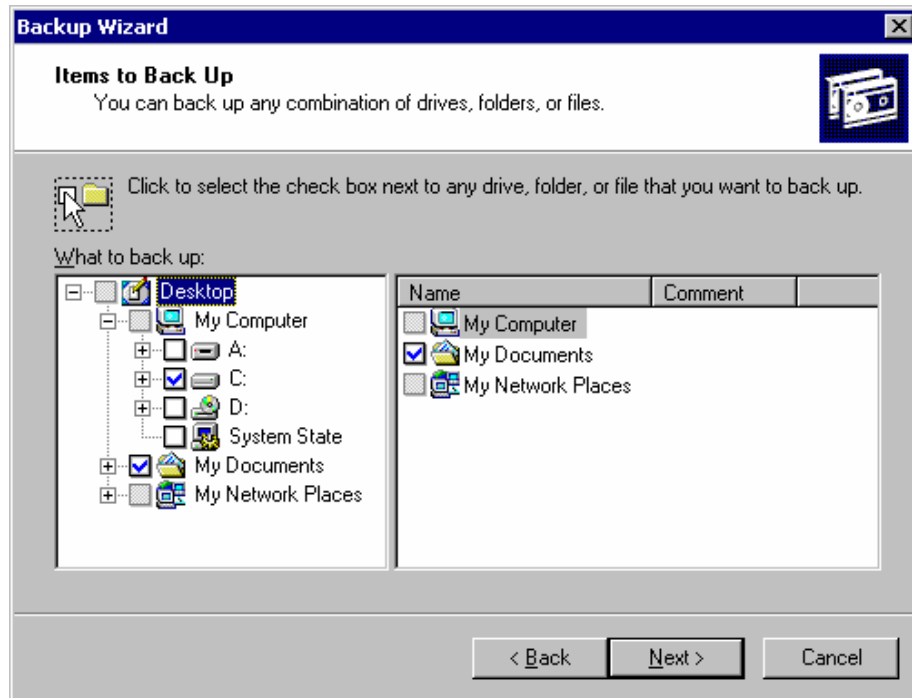 Backup Wizard
Items to Back Up
You can back up any combination of drives, folders, or files.
Click to select the check box next to any drive, folder, or file that you want to back up.
What to back up:
Desktop
My Computer
A:
C:
D:
System State
My Documents
My Network Places
Name Comment
My Computer
My Documents
My Network Places
< Back Next > Cancel